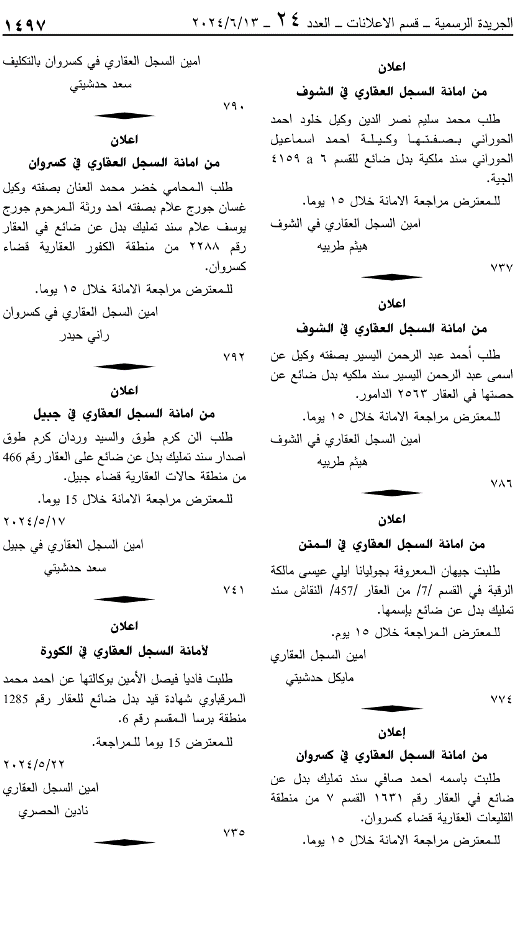 الجريدة الرسمية ــ قسم الاعلانات ــ العدد ٢٤ ــ ٢٠٢٤/٦/١٣
١٤٩٧
اعلان
من امانة السجل العقاري في الشوف
طلب محمد سليم نصر الدين وكيل خلود احمد
الحوراني بصفتها وكيلة احمد اسماعيل
الحوراني سند ملكية بدل ضائع للقسم ٦ a ٤١٥٩
الجية.
للمعترض مراجعة الامانة خلال ١٥ يوما.
امين السجل العقاري في الشوف
هيثم طربيه
٧٣٧
اعلان
من امانة السجل العقاري في الشوف
طلب أحمد عبد الرحمن اليسير بصفته وكيل عن
اسمى عبد الرحمن اليسير سند ملكيه بدل ضائع عن
حصتها في العقار ٢٥٦٣ الدامور.
للمعترض مراجعة الامانة خلال ١٥ يوما.
امين السجل العقاري في الشوف
هيثم طربيه
٧٨٦
اعلان
من امانة السجل العقاري في المتن
طلبت جيهان المعروفة بجوليانا ايلي عيسى مالكة
الرقبة في القسم /7/ من العقار /457/ النقاش سند
تمليك بدل عن ضائع بإسمها.
للمعترض المراجعة خلال ١٥ يوم.
امين السجل العقاري
مايكل حدشيتي
٧٧٤
إعلان
من امانة السجل العقاري في كسروان
طلبت باسمه احمد صافي سند تمليك بدل عن
ضائع في العقار رقم ١٦٣١ القسم ٧ من منطقة
القليعات العقارية قضاء كسروان.
للمعترض مراجعة الامانة خلال ١٥ يوما.
امين السجل العقاري في كسروان بالتكليف
سعد حدشيتي
٧٩٠
اعلان
من امانة السجل العقاري في كسروان
طلب المحامي خضر محمد العنان بصفته وكيل
غسان جورج علام بصفته احد ورثة المرحوم جورج
يوسف علام سند تمليك بدل عن ضائع في العقار
رقم ٢٢٨٨ من منطقة الكفور العقارية قضاء
كسروان.
للمعترض مراجعة الامانة خلال ١٥ يوما.
امين السجل العقاري في كسروان
راني حيدر
٧٩٢
اعلان
من امانة السجل العقاري في جبيل
طلب الن كرم طوق والسيد وردان كرم طوق
اصدار سند تمليك بدل عن ضائع على العقار رقم 466
من منطقة حالات العقارية قضاء جبيل.
للمعترض مراجعة الامانة خلال 15 يوما.
٢٠٢٤/٥/١٧
امين السجل العقاري في جبيل
سعد حدشيتي
٧٤١
اعلان
لأمانة السجل العقاري في الكورة
طلبت فاديا فيصل الأمين بوكالتها عن احمد محمد
المرقباوي شهادة قيد بدل ضائع للعقار رقم 1285
منطقة برسا المقسم رقم 6.
للمعترض 15 يوما للمراجعة.
٢٠٢٤/٥/٢٢
امين السجل العقاري
نادين الحصري
٧٣٥